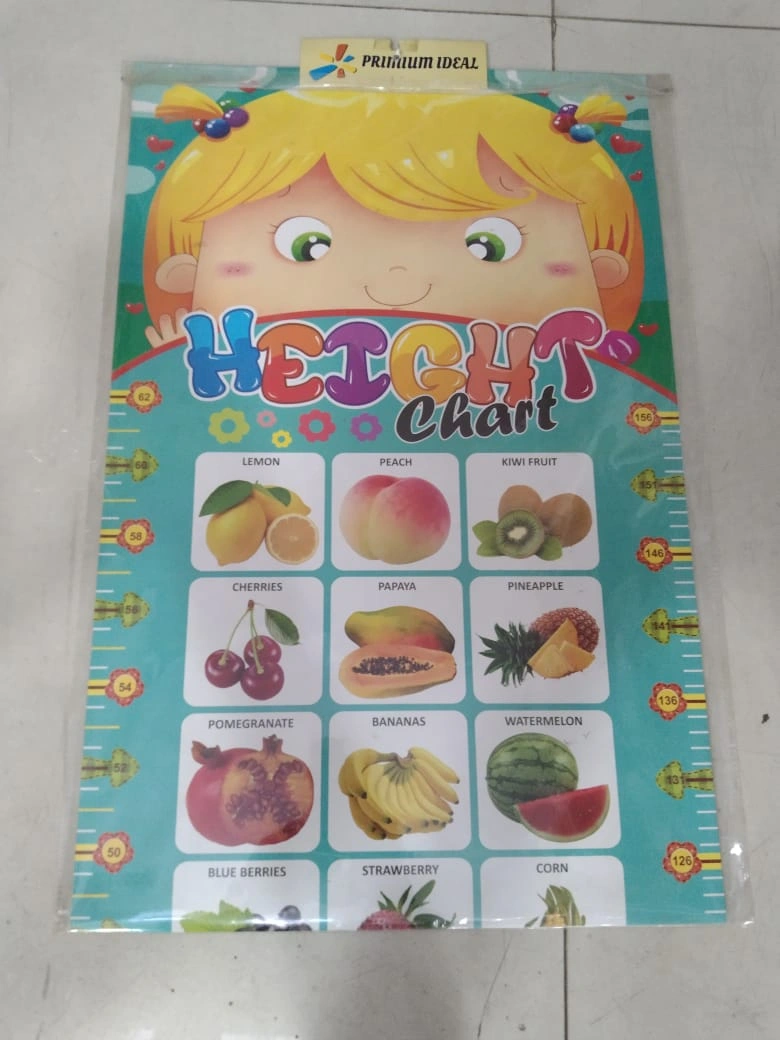 PRIMIUM IDEAL
HEIGHT
Chart
62
156
LEMON PEACH KIWI FRUIT
60
151
58
146
CHERRIES PAPAYA PINEAPPLE
56
141
54
136
POMEGRANATE BANANAS WATERMELON
52
131
50
126
BLUE BERRIES STRAWBERRY CORN